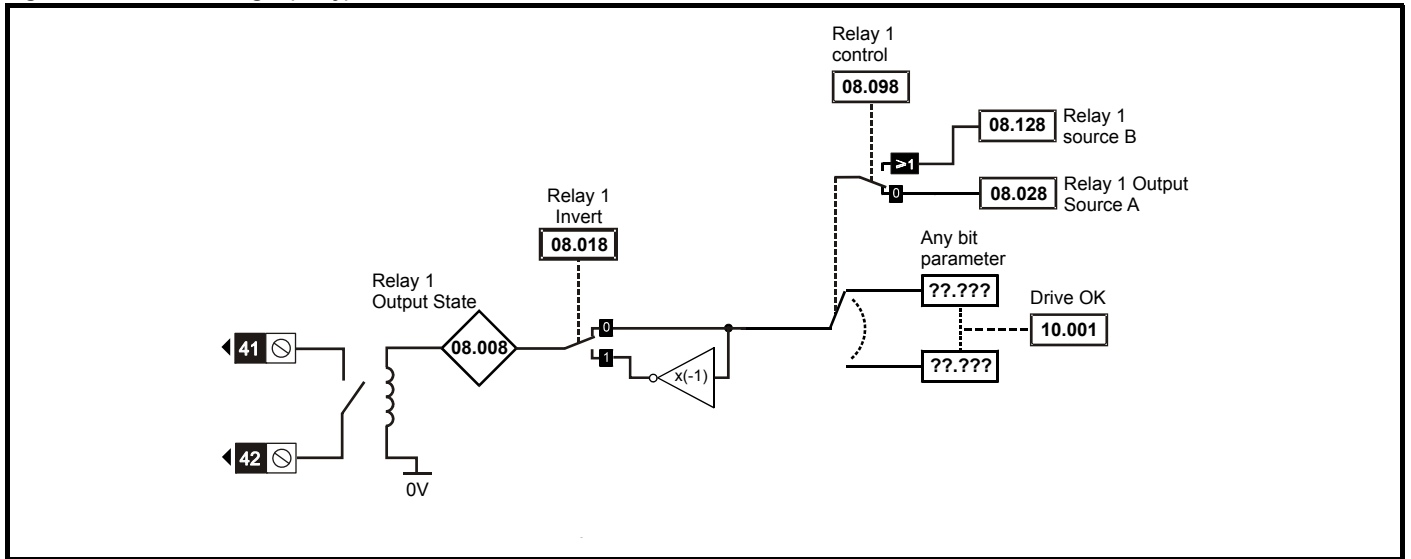 Relay 1
control
08.098
08.128
Relay 1
source B
>1
0
08.028
Relay 1 Output
Source A
Relay 1
Invert
08.018
Any bit
parameter
??.???
Drive OK
10.001
??.???
Relay 1
Output State
08.008
0
1
x(-1)
41
42
0V